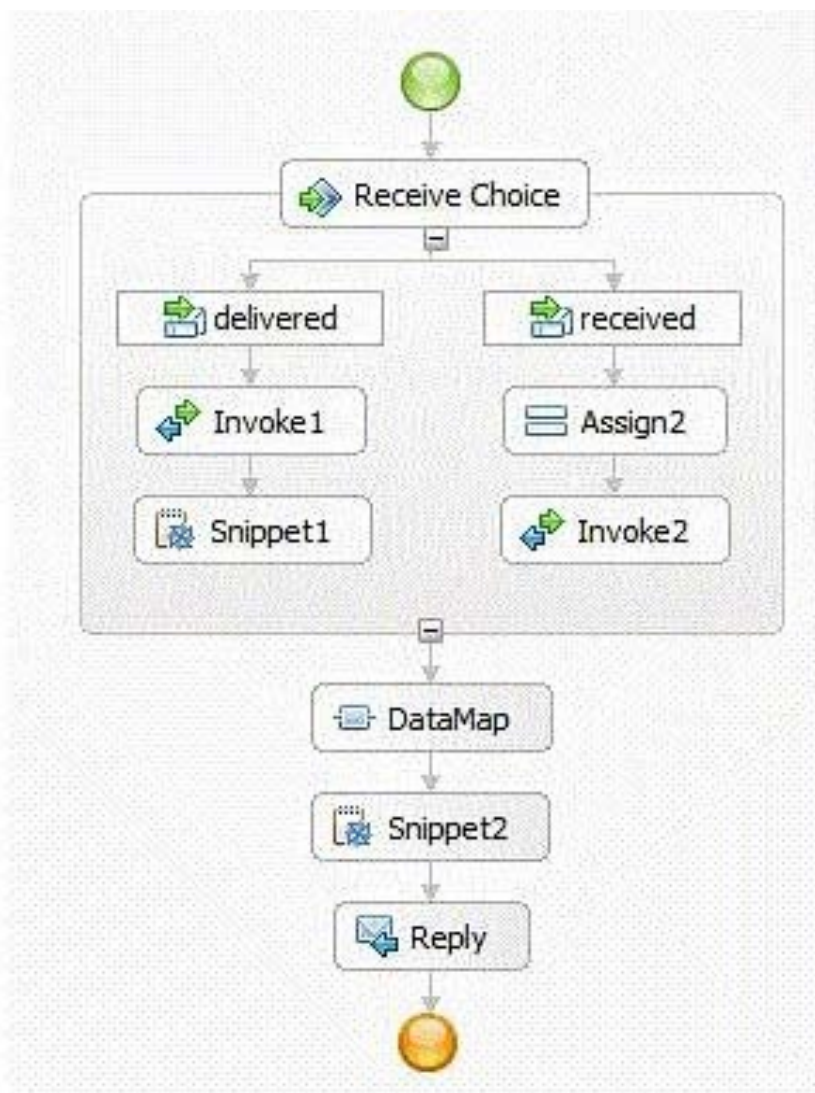 Receive Choice
delivered
received
Invoke1
Assign2
Snippet1
Invoke2
DataMap
Snippet2
Reply